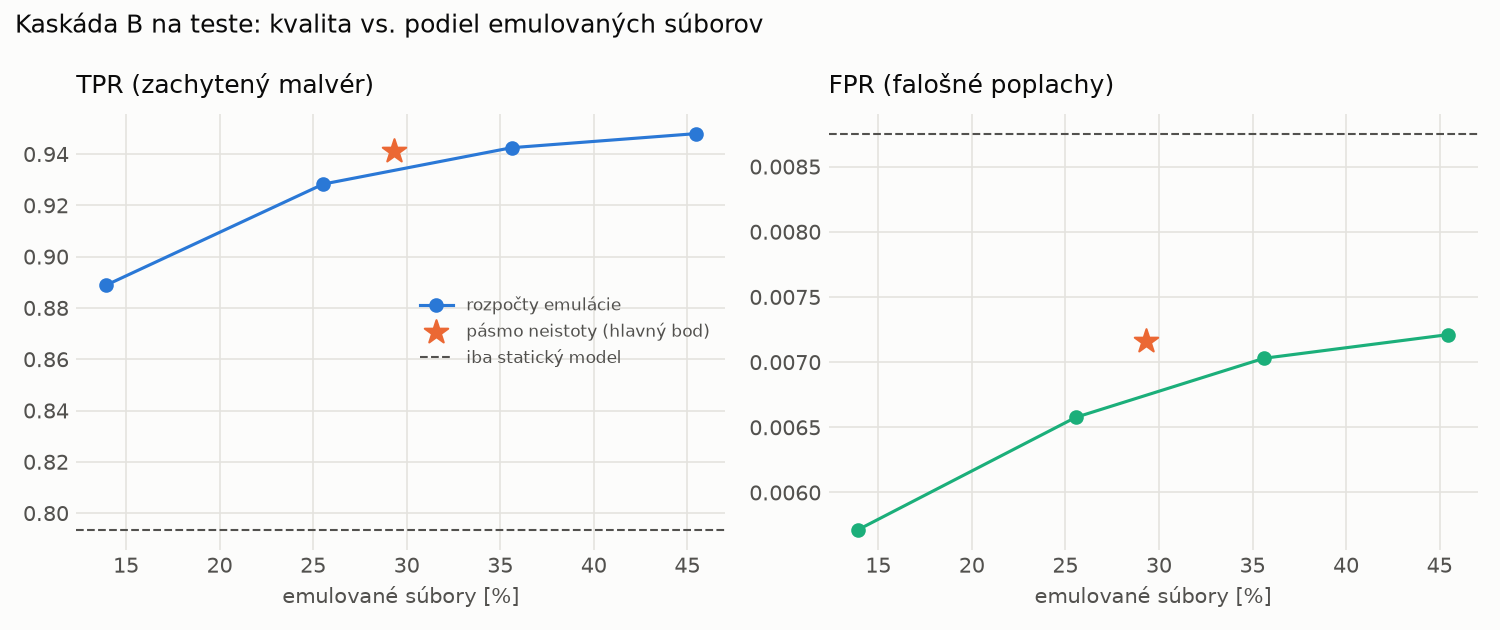 Kaskáda B na teste: kvalita vs. podiel emulovaných súborov
TPR (zachytený malvér)
0.94
0.92
0.90
0.88
0.86
0.84
0.82
0.80
rozpočty emulácie
pásmo neistoty (hlavný bod)
iba statický model
15 20 25 30 35 40 45
emulované súbory [%]
FPR (falošné poplachy)
0.0085
0.0080
0.0075
0.0070
0.0065
0.0060
15 20 25 30 35 40 45
emulované súbory [%]